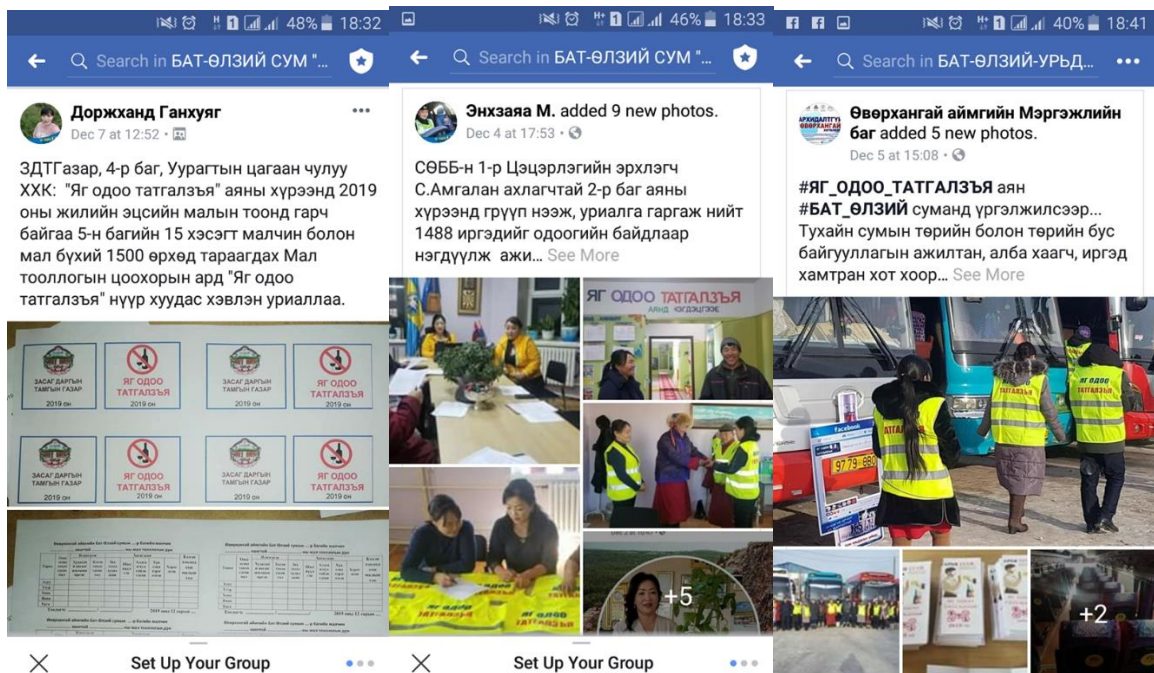 48% 18:32
Search in БАТ-ӨЛЗИЙ СУМ "...
Доржханд Ганхуяг
Dec 7 at 12:52
ЗДТГазар, 4-р баг, Уурагтын цагаан чулуу
ХХК: "Яг одоо татгалзъя" аяны хүрээнд 2019
оны жилийн эцсийн малын тоонд гарч
байгаа 5-н багийн 15 хэсэгт малчин болон
мал бүхий 1500 өрхөд тараагдах Мал
тооллогын цоохорын ард "Яг одоо
татгалзъя" нүүр хуудас хэвлэн уриаллаа.
ЗАСАГ ДАРГЫН
ТАМГЫН ГАЗАР
2019 он
ЯГ ОДОО
ТАТГАЛЗЪЯ
2019 он
ЗАСАГ ДАРГЫН
ТАМГЫН ГАЗАР
2019 он
ЯГ ОДОО
ТАТГАЛЗЪЯ
2019 он
ЗАСАГ ДАРГЫН
ТАМГЫН ГАЗАР
2019 он
ЯГ ОДОО
ТАТГАЛЗЪЯ
2019 он
ЗАСАГ ДАРГЫН
ТАМГЫН ГАЗАР
2019 он
ЯГ ОДОО
ТАТГАЛЗЪЯ
2019 он
Set Up Your Group
46% 18:33
Search in БАТ-ӨЛЗИЙ СУМ "...
Энхзаяа М. added 9 new photos.
Dec 4 at 17:53
СӨББ-н 1-р Цэцэрлэгийн эрхлэгч
С.Амгалан ахлагчтай 2-р баг аяны
хүрээнд грүүп нээж, уриалга гаргаж нийт
1488 иргэдийг одоогийн байдлаар
нэгдүүлж ажи... See More
ЯГ ОДОО ТАТГАЛЗЪЯ
АЯНД НЭГДЭЦГЭЭЕ
ЯГ ОДОО
ТАТГАЛЗЪЯ
+5
Set Up Your Group
40% 18:41
Search in БАТ-ӨЛЗИЙ-УРЬД...
Өвөрхангай аймгийн Мэргэжлийн
баг added 5 new photos.
Dec 5 at 15:08
#ЯГ_ОДОО_ТАТГАЛЗЪЯ аян
#БАТ_ӨЛЗИЙ суманд үргэлжилсээр...
Тухайн сумын төрийн болон төрийн бус
байгууллагын ажилтан, алба хаагч, иргэд
хамтран хот хоор... See More
facebook
ЯГ ОДОО
ТАТГАЛЗЪЯ
+2